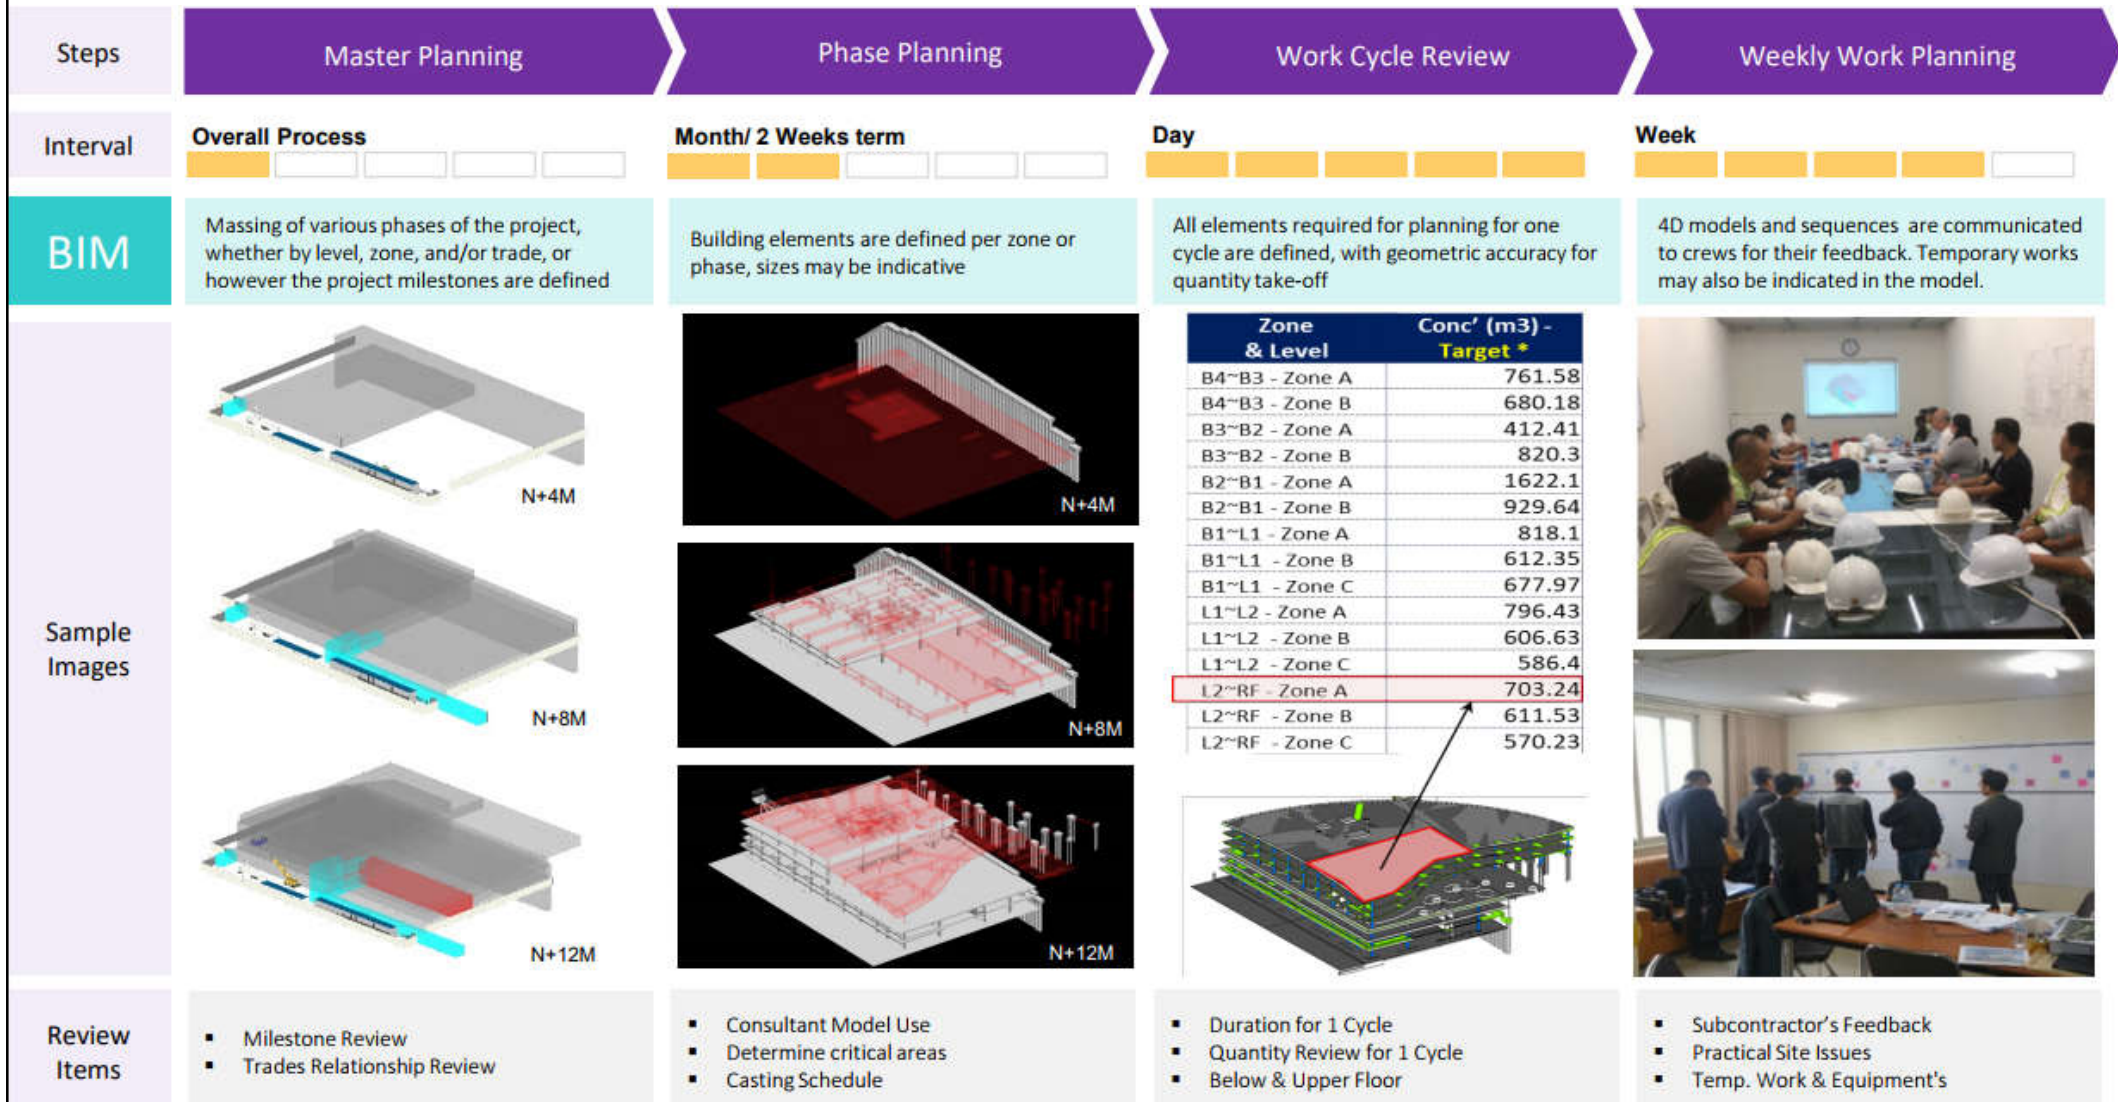 Steps
Master Planning
Phase Planning
Work Cycle Review
Weekly Work Planning
Interval
Overall Process
Month/ 2 Weeks term
Day
Week
BIM
Massing of various phases of the project,
whether by level, zone, and/or trade, or
however the project milestones are defined
Building elements are defined per zone or
phase, sizes may be indicative
All elements required for planning for one
cycle are defined, with geometric accuracy for
quantity take-off
4D models and sequences are communicated
to crews for their feedback. Temporary works
may also be indicated in the model.
Sample
Images
N+4M
N+8M
N+12M
N+4M
N+8M
N+12M
Zone & Level Conc' (m3) - Target *
B4~B3 - Zone A 761.58
B4~B3 - Zone B 680.18
B3~B2 - Zone A 412.41
B3~B2 - Zone B 820.3
B2~B1 - Zone A 1622.1
B2~B1 - Zone B 929.64
B1~L1 - Zone A 818.1
B1~L1 - Zone B 612.35
B1~L1 - Zone C 677.97
L1~L2 - Zone A 796.43
L1~L2 - Zone B 606.63
L1~L2 - Zone C 586.4
L2~RF - Zone A 703.24
L2~RF - Zone B 611.53
L2~RF - Zone C 570.23
Review
Items
▪ Milestone Review
▪ Trades Relationship Review
▪ Consultant Model Use
▪ Determine critical areas
▪ Casting Schedule
▪ Duration for 1 Cycle
▪ Quantity Review for 1 Cycle
▪ Below & Upper Floor
▪ Subcontractor's Feedback
▪ Practical Site Issues
▪ Temp. Work & Equipment's